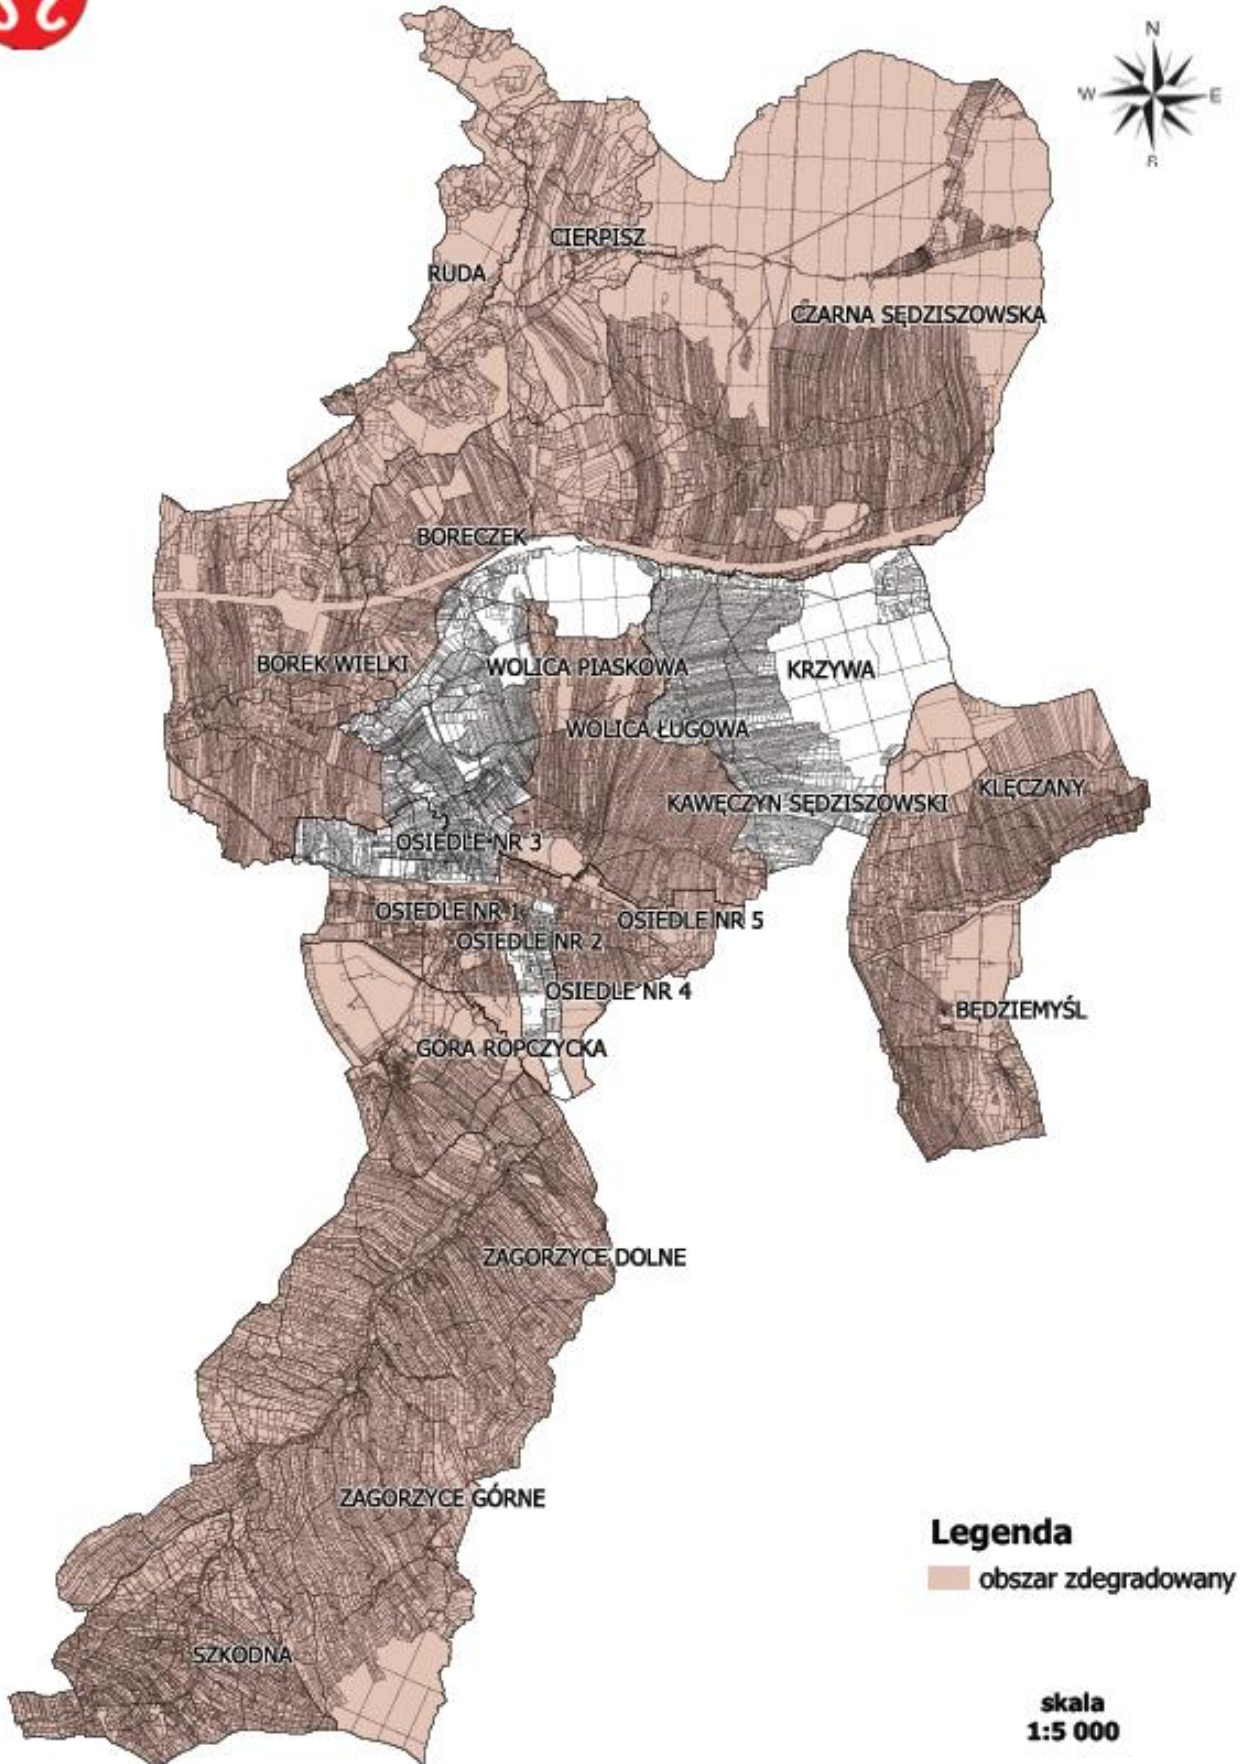 N
W E
S
CIERPISZ
RUDA
CZARNA SĘDZISZOWSKA
BORECZEK
BOREK WIELKI
WOLICA PIASKOWA
KRZYWA
WOLICA ŁUGOWA
KLĘCZANY
KAWĘCZYN SĘDZISZOWSKI
OSIEDLE NR 3
OSIEDLE NR 1
OSIEDLE NR 5
OSIEDLE NR 2
OSIEDLE NR 4
BĘDZIEMYŚL
GÓRA ROPCZYCKA
ZAGORZYCE DOLNE
ZAGORZYCE GÓRNE
Legenda
obszar zdegradowany
SZKODNA
skala
1:5 000